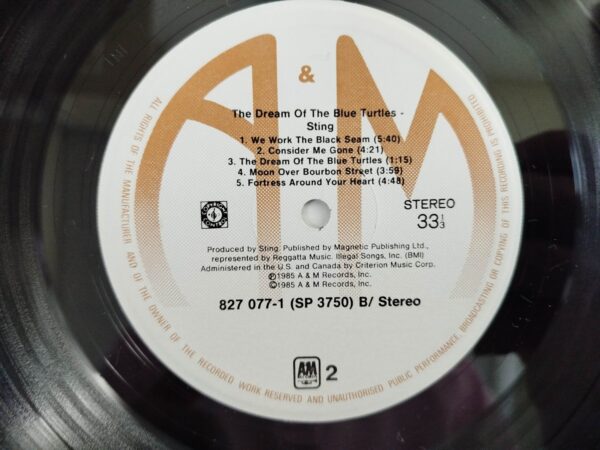 A & M
The Dream Of The Blue Turtles -
Sting
1. We Work The Black Seam (5:40)
2. Consider Me Gone (4:21)
3. The Dream Of The Blue Turtles (1:15)
4. Moon Over Bourbon Street (3:59)
5. Fortress Around Your Heart (4:48)
STEREO
33 1/3
Produced by Sting. Published by Magnetic Publishing Ltd.,
represented by Reggatta Music. Illegal Songs, Inc. (BMI)
Administered in the U.S. and Canada by Criterion Music Corp.
℗1985 A & M Records, Inc.
©1985 A & M Records, Inc.
827 077-1 (SP 3750) B/ Stereo
AM 2
ALL RIGHTS OF THE MANUFACTURER AND OF THE OWNER OF THE RECORDED WORK RESERVED AND UNAUTHORISED PUBLIC PERFORMANCE BROADCASTING OR COPYING OF THIS RECORDING IS PROHIBITED